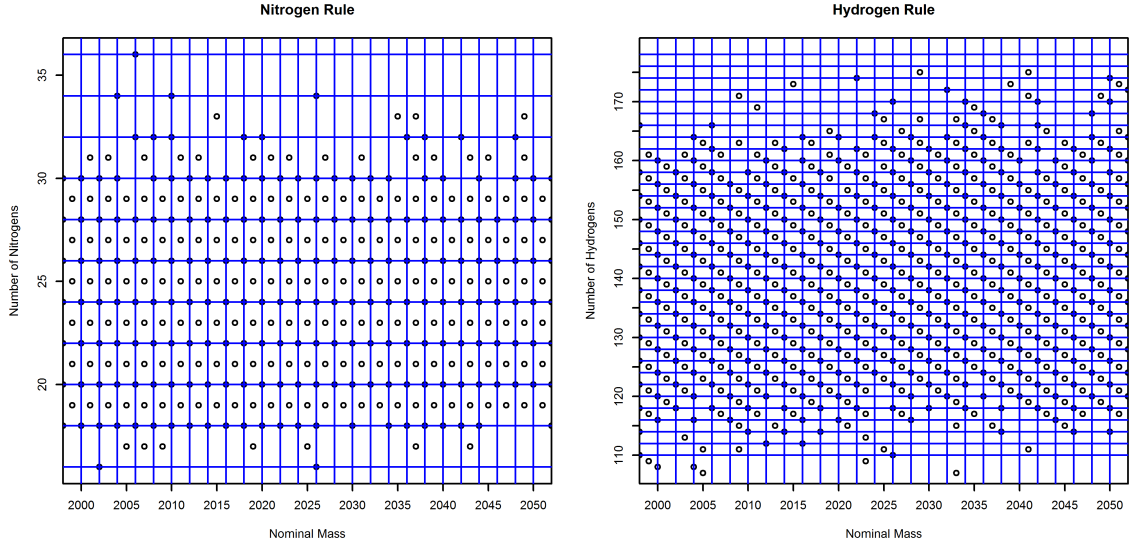 Nitrogen Rule
Number of Nitrogens
35
30
25
20
2000 2005 2010 2015 2020 2025 2030 2035 2040 2045 2050
Nominal Mass
Hydrogen Rule
Number of Hydrogens
170
160
150
140
130
120
110
2000 2005 2010 2015 2020 2025 2030 2035 2040 2045 2050
Nominal Mass